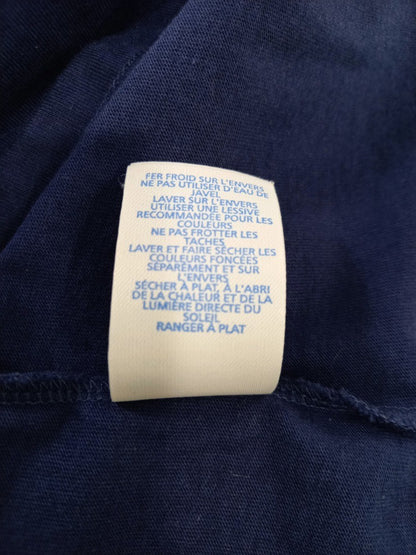 FER FROID SUR L'ENVERS
NE PAS UTILISER D'EAU DE
JAVEL
LAVER SUR L'ENVERS
UTILISER UNE LESSIVE
RECOMMANDÉE POUR LES
COULEURS
NE PAS FROTTER LES
TACHES
LAVER ET FAIRE SÉCHER LES
COULEURS FONCÉES
SÉPARÉMENT ET SUR
L'ENVERS
SÉCHER À PLAT, À L'ABRI
DE LA CHALEUR ET DE LA
LUMIÈRE DIRECTE DU
SOLEIL
RANGER À PLAT